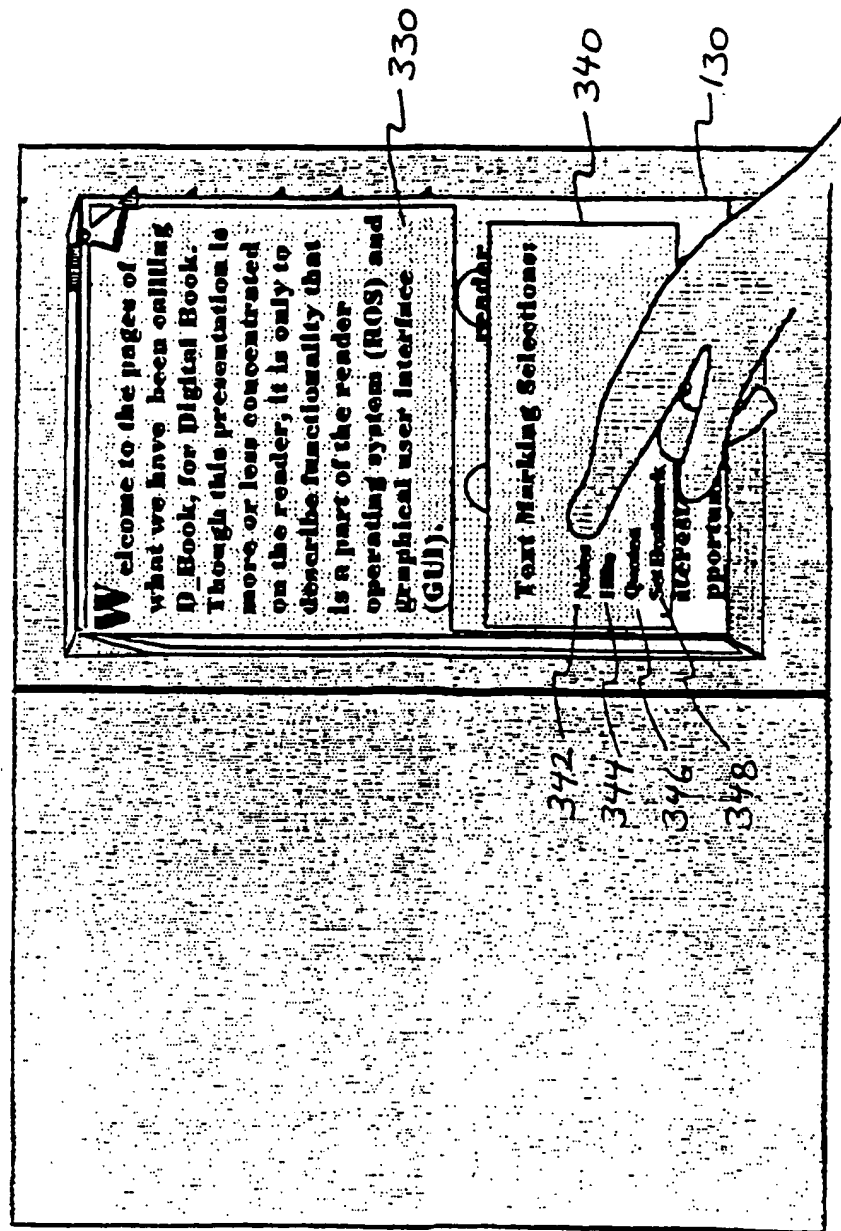 Welcome to the pages of
what we have been calling
D_Book, for Digital Book.
Though this presentation is
more or less concentrated
on the reader, it is only to
describe functionality that
is a part of the reader
operating system (ROS) and
graphical user interface
(GUI).
330
reader
Text Marking Selections:
340
342
Notes
344
346
Quotes
348
Set Bookmark
pportun
130